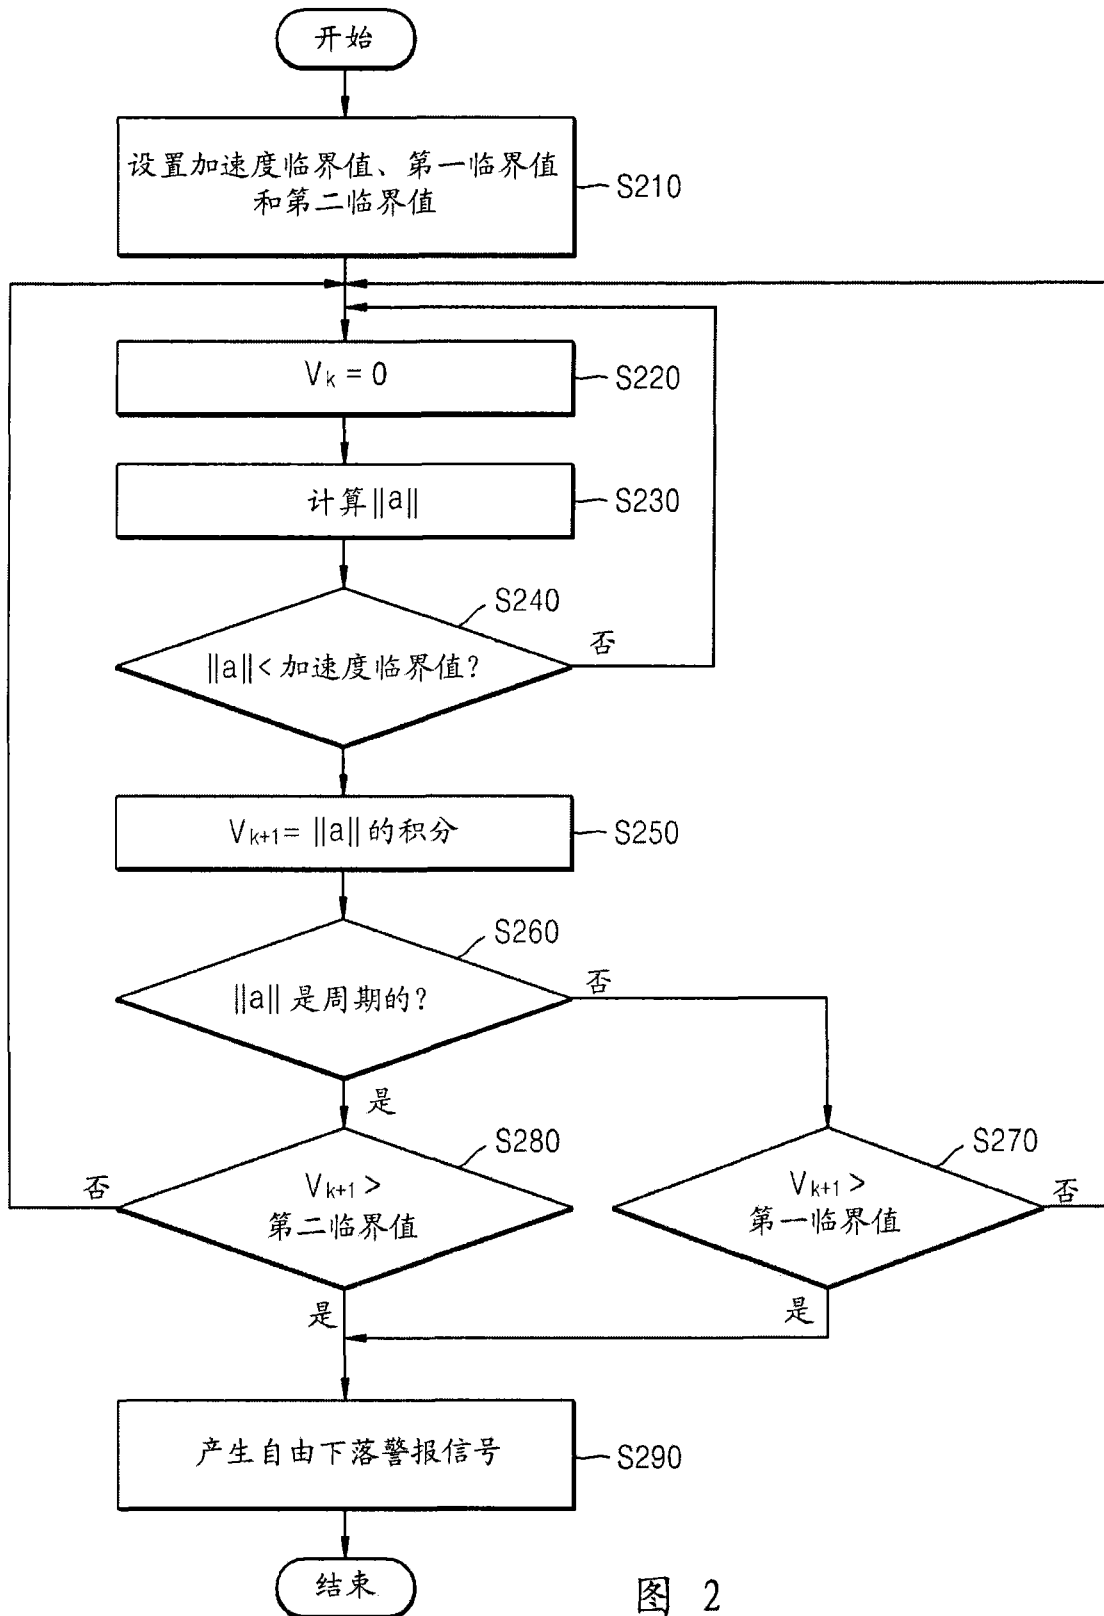 开始
设置加速度临界值、第一临界值
和第二临界值
S210
Vk = 0
S220
计算||a||
S230
S240
||a||< 加速度临界值?
否
Vk+1= ||a||的积分
S250
S260
||a|| 是周期的?
否
是
S280
Vk+1 >
第二临界值
否
是
S270
Vk+1 >
第一临界值
否
是
产生自由下落警报信号
S290
结束
图 2